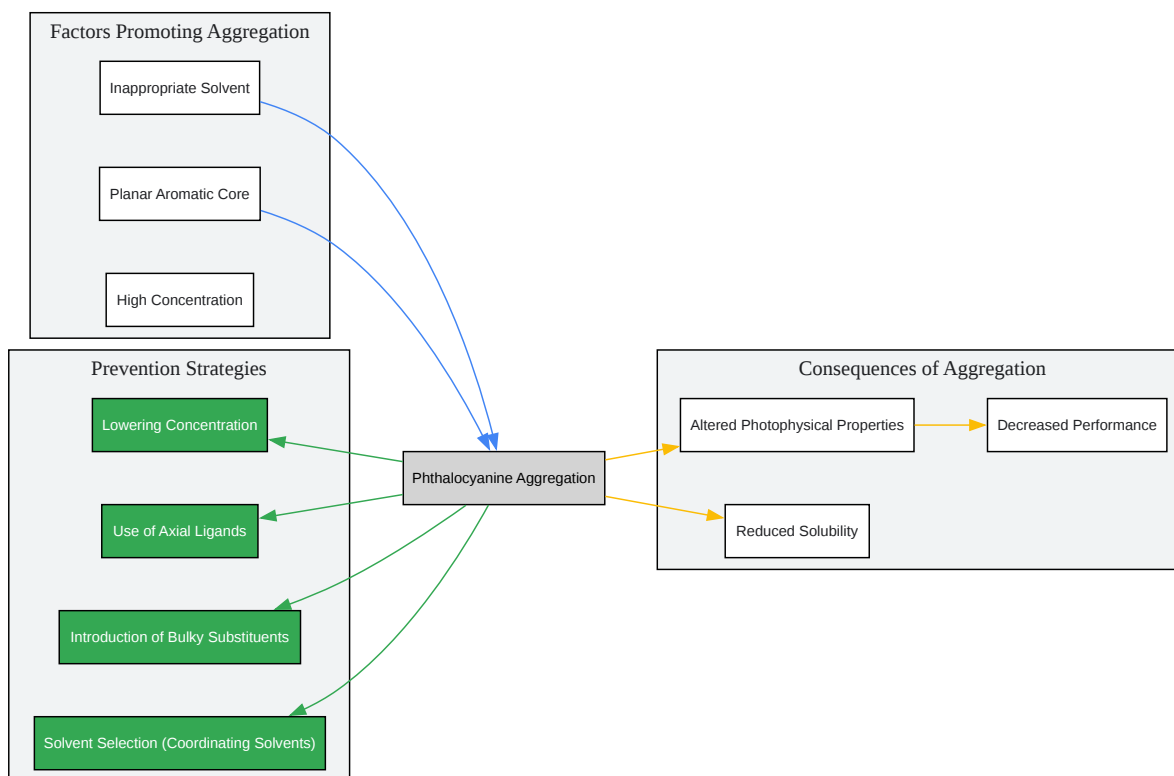 Factors Promoting Aggregation
Inappropriate Solvent
Planar Aromatic Core
High Concentration
Prevention Strategies
Lowering Concentration
Use of Axial Ligands
Introduction of Bulky Substituents
Solvent Selection (Coordinating Solvents)
Phthalocyanine Aggregation
Consequences of Aggregation
Altered Photophysical Properties
Decreased Performance
Reduced Solubility